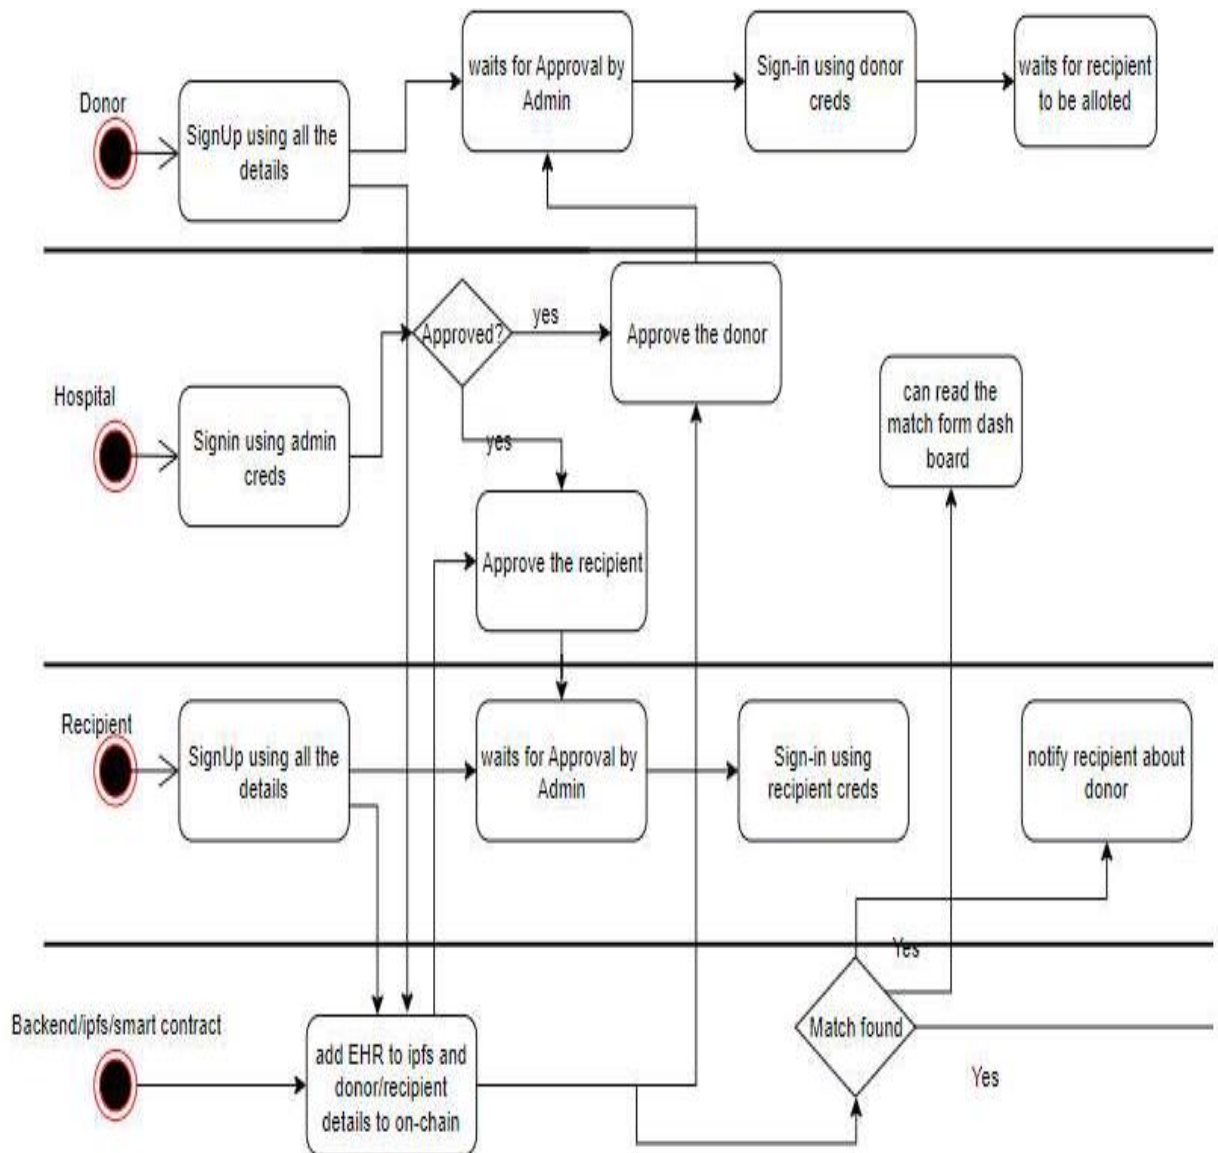 Donor
SignUp using all the
details
waits for Approval by
Admin
Sign-in using donor
creds
waits for recipient
to be alloted
Hospital
Signin using admin
creds
Approved?
yes
Approve the donor
yes
Approve the recipient
can read the
match form dash
board
Recipient
SignUp using all the
details
waits for Approval by
Admin
Sign-in using
recipient creds
notify recipient about
donor
Backend/ipfs/smart contract
add EHR to ipfs and
donor/recipient
details to on-chain
Match found
Yes
Yes